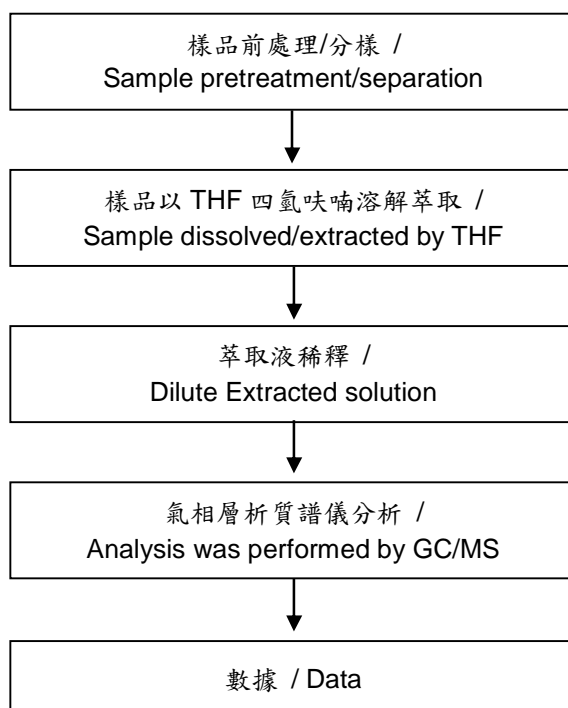 樣品前處理/分樣 /
Sample pretreatment/separation
樣品以 THF 四氫呋喃溶解萃取 /
Sample dissolved/extracted by THF
萃取液稀釋 /
Dilute Extracted solution
氣相層析質譜儀分析 /
Analysis was performed by GC/MS
數據 / Data